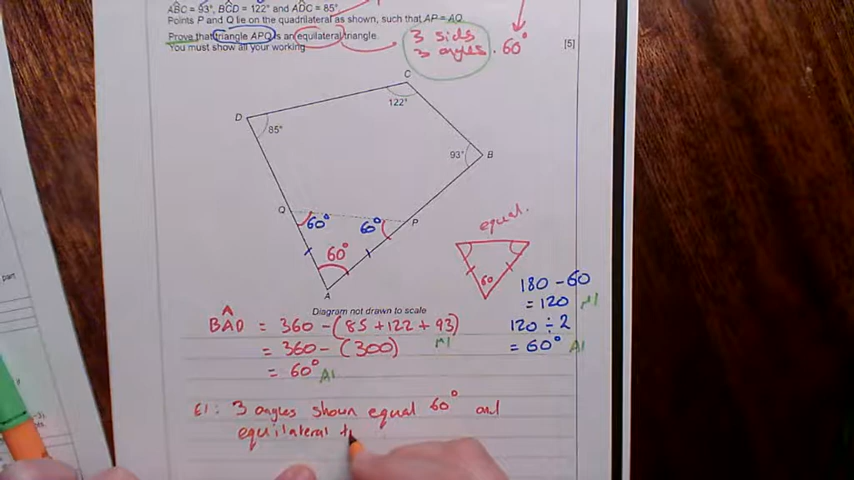 ABC = 93°, BCD = 122° and ADC = 85°.
Points P and Q lie on the quadrilateral as shown, such that AP = AQ.
Prove that triangle APQ is an equilateral triangle.
You must show all your working
3 sids
3 angles. 60°
[5]
C
122°
D
85°
93°
B
Q
60°
60°
P
60°
A
equal.
60
180 - 60
= 120 M1
120 ÷ 2
= 60° A1
Diagram not drawn to scale
BAD = 360 - (85 + 122 + 93)
= 360 - (300) M1
= 60° A1
E1: 3 angles shown equal 60° and
equilateral t
part